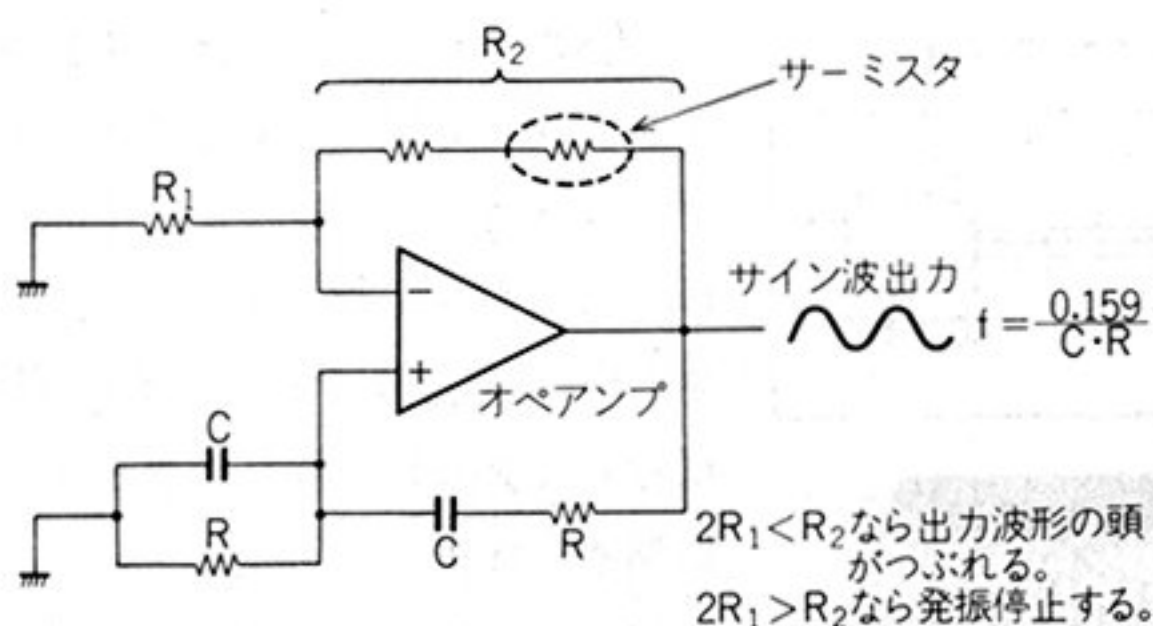 R₂
サーミスタ
R₁
−
+
オペアンプ
サイン波出力
f = 0.159 / C・R
C
R
C
R
2R₁<R₂なら出力波形の頭
がつぶれる。
2R₁>R₂なら発振停止する。